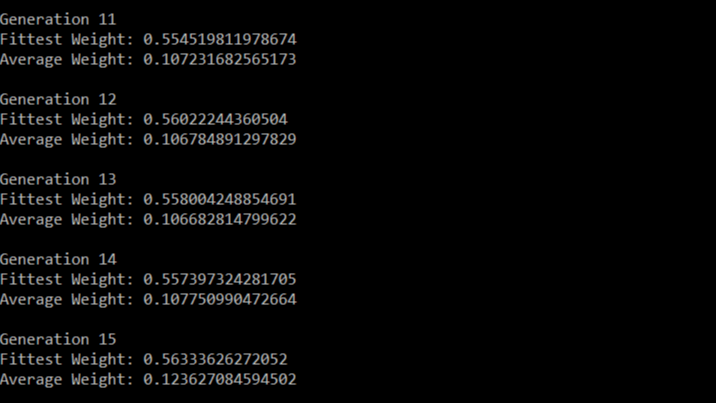 Generation 11
Fittest Weight: 0.554519811978674
Average Weight: 0.107231682565173
Generation 12
Fittest Weight: 0.56022244360504
Average Weight: 0.106784891297829
Generation 13
Fittest Weight: 0.558004248854691
Average Weight: 0.106682814799622
Generation 14
Fittest Weight: 0.557397324281705
Average Weight: 0.107750990472664
Generation 15
Fittest Weight: 0.56333626272052
Average Weight: 0.123627084594502